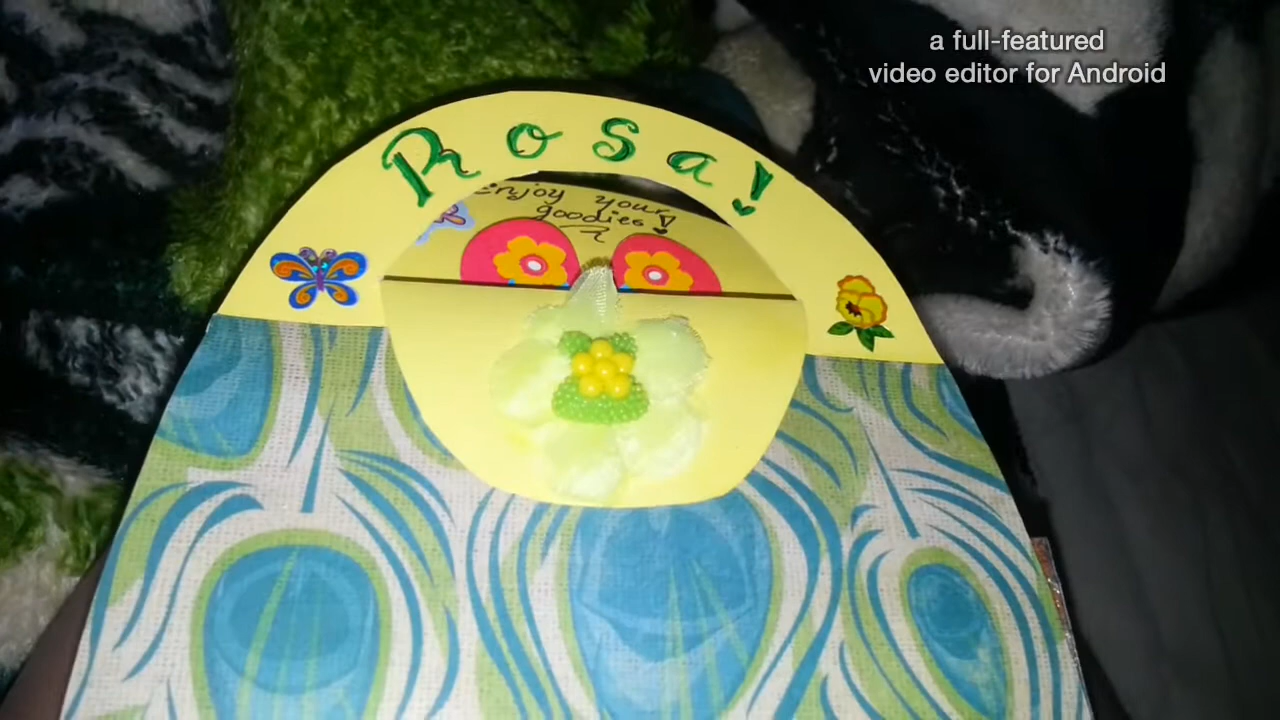 a full-featured
video editor for Android
Rosa!
Enjoy your
goodies!